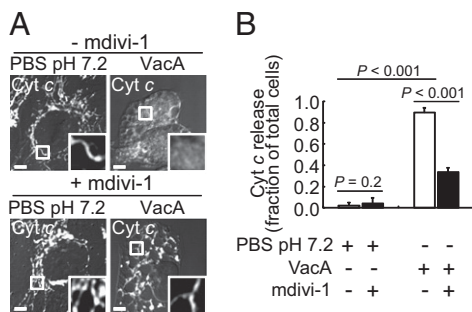 A
- mdivi-1
PBS pH 7.2 VacA
Cyt c Cyt c
+ mdivi-1
PBS pH 7.2 VacA
Cyt c Cyt c
B
P < 0.001
P < 0.001
P = 0.2
Cyt c release
(fraction of total cells)
1.0
0.8
0.6
0.4
0.2
0.0
PBS pH 7.2 + + - -
VacA - - + +
mdivi-1 - + - +